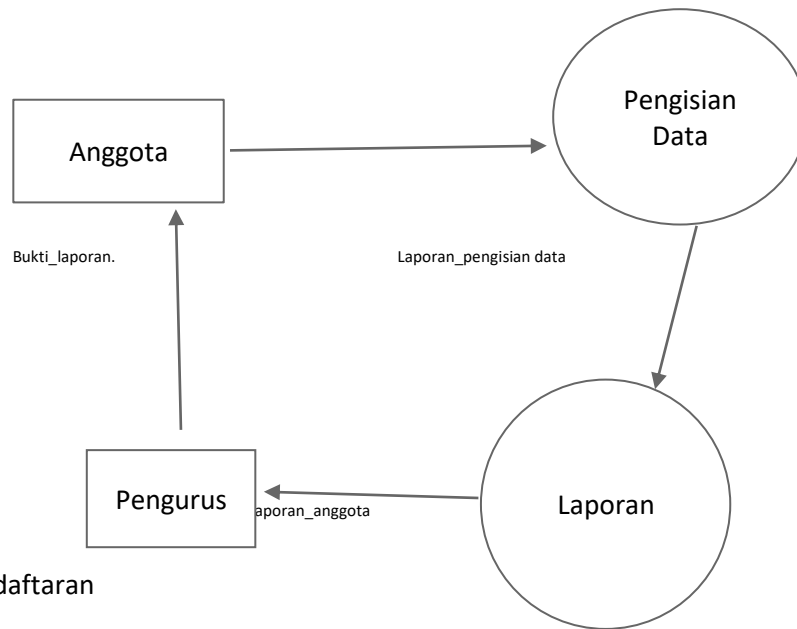 Pengisian
Data
Anggota
Bukti_laporan.
Laporan_pengisian data
Pengurus
aporan_anggota
Laporan
daftaran